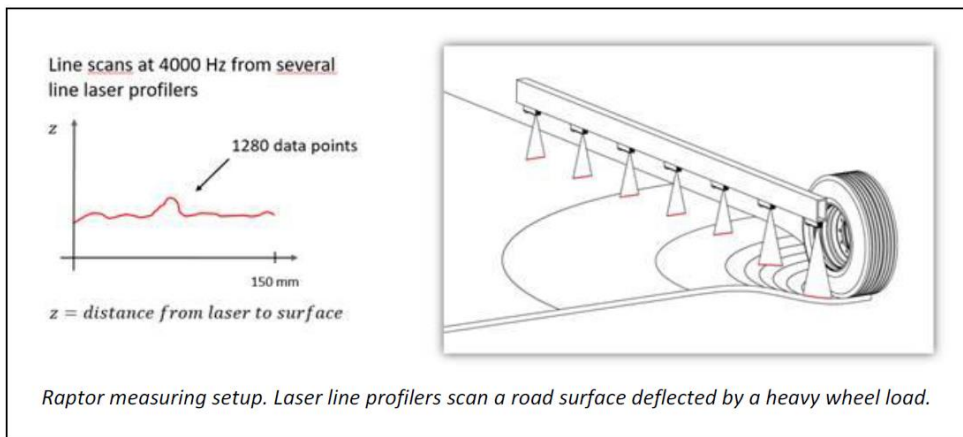 Line scans at 4000 Hz from several
line laser profilers
z
1280 data points
150 mm
z = distance from laser to surface
Raptor measuring setup. Laser line profilers scan a road surface deflected by a heavy wheel load.